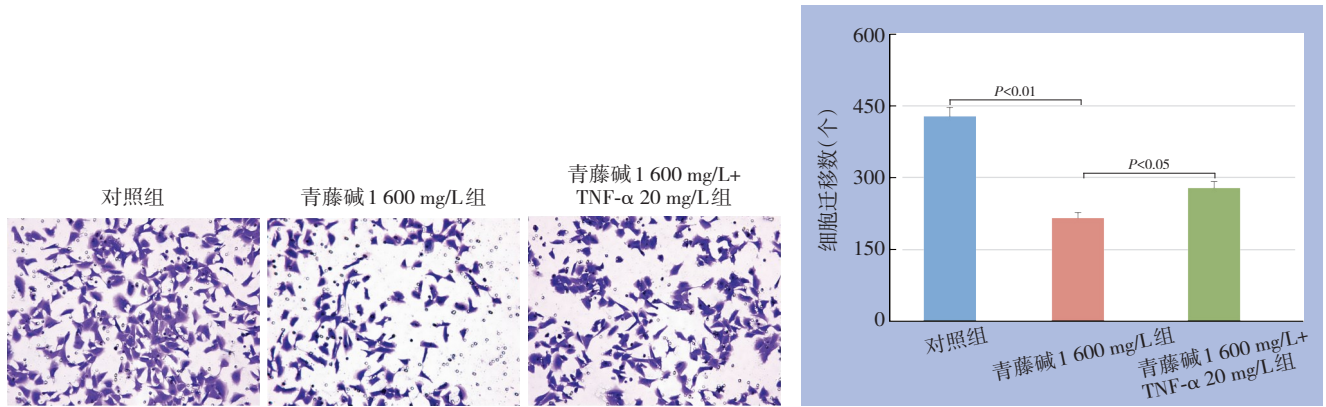 对照组
青藤碱1 600 mg/L组
青藤碱1 600 mg/L+
TNF-α 20 mg/L组
细胞迁移数(个)
600
450
300
150
0
P<0.01
P<0.05
对照组
青藤碱1 600 mg/L组
青藤碱1 600 mg/L+
TNF-α 20 mg/L组